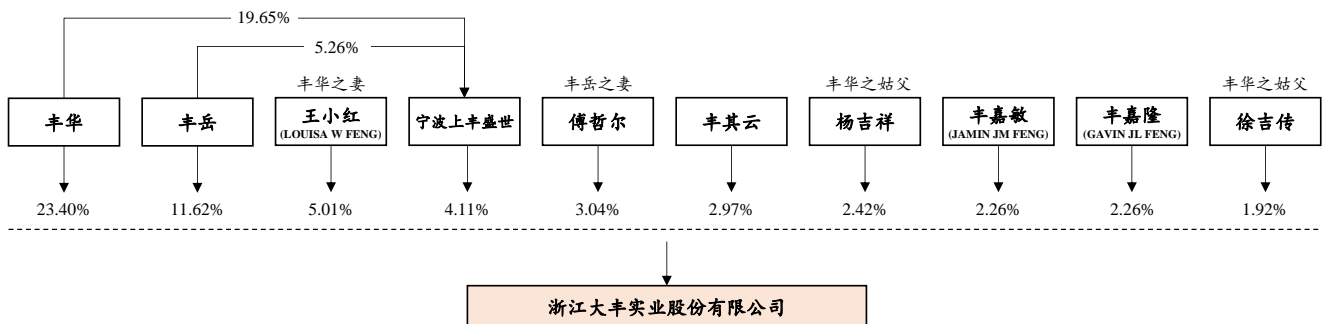 19.65%
5.26%
丰华之妻
丰岳之妻
丰华之姑父
丰华之姑父
丰华
丰岳
王小红
(LOUISA W FENG)
宁波上丰盛世
傅哲尔
丰其云
杨吉祥
丰嘉敏
(JAMIN JM FENG)
丰嘉隆
(GAVIN JL FENG)
徐吉传
23.40%
11.62%
5.01%
4.11%
3.04%
2.97%
2.42%
2.26%
2.26%
1.92%
浙江大丰实业股份有限公司